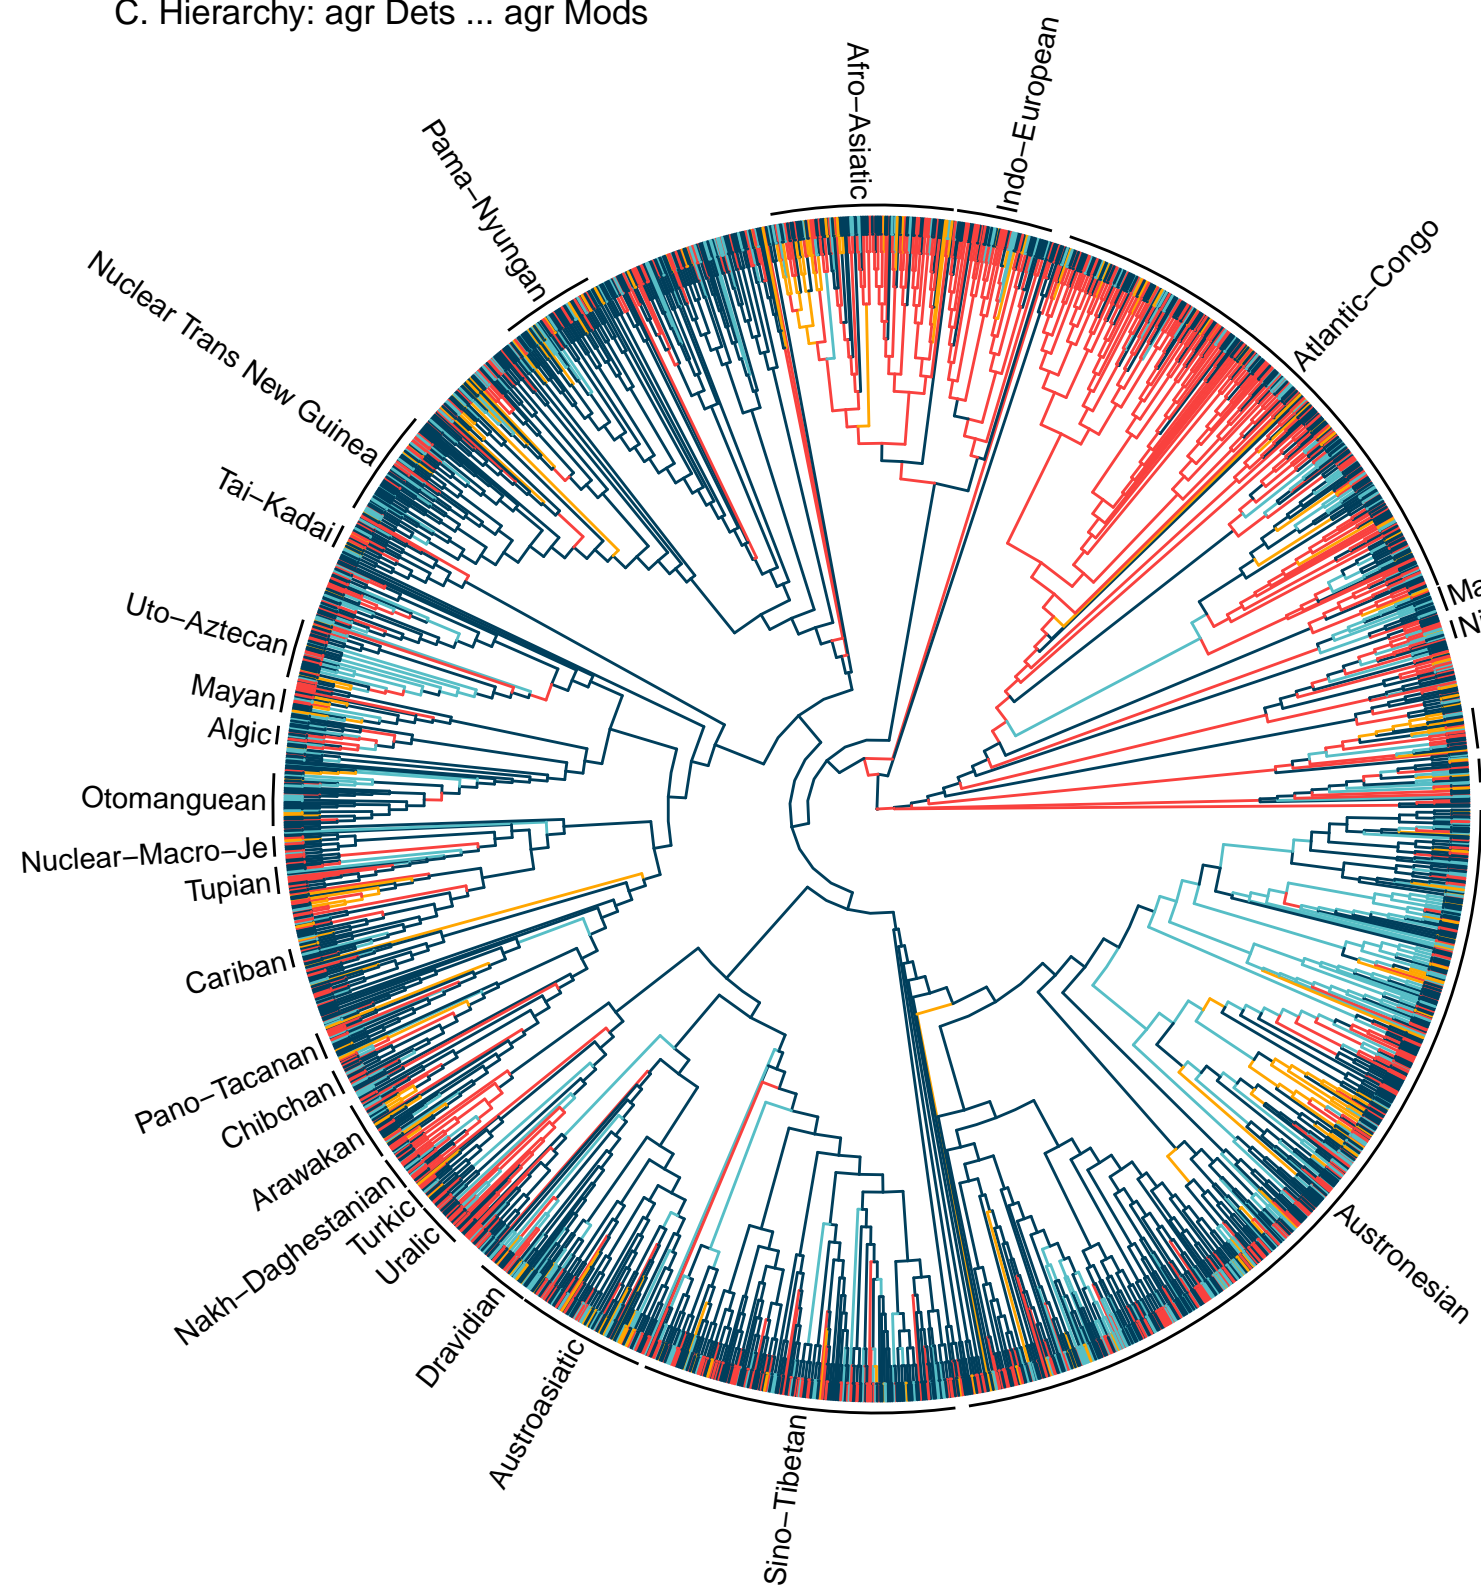 C. Hierarchy: agr Dets ... agr Mods
Afro−Asiatic
Indo−European
Pama−Nyungan
Atlantic−Congo
Nuclear Trans New Guinea
Tai−Kadai
Ma
Ni
Uto−Aztecan
Mayan
Algic
Otomanguean
Nuclear−Macro−Je
Tupian
Cariban
Pano−Tacanan
Chibchan
Arawakan
Nakh−Daghestanian
Turkic
Uralic
Dravidian
Austroasiatic
Sino−Tibetan
Austronesian